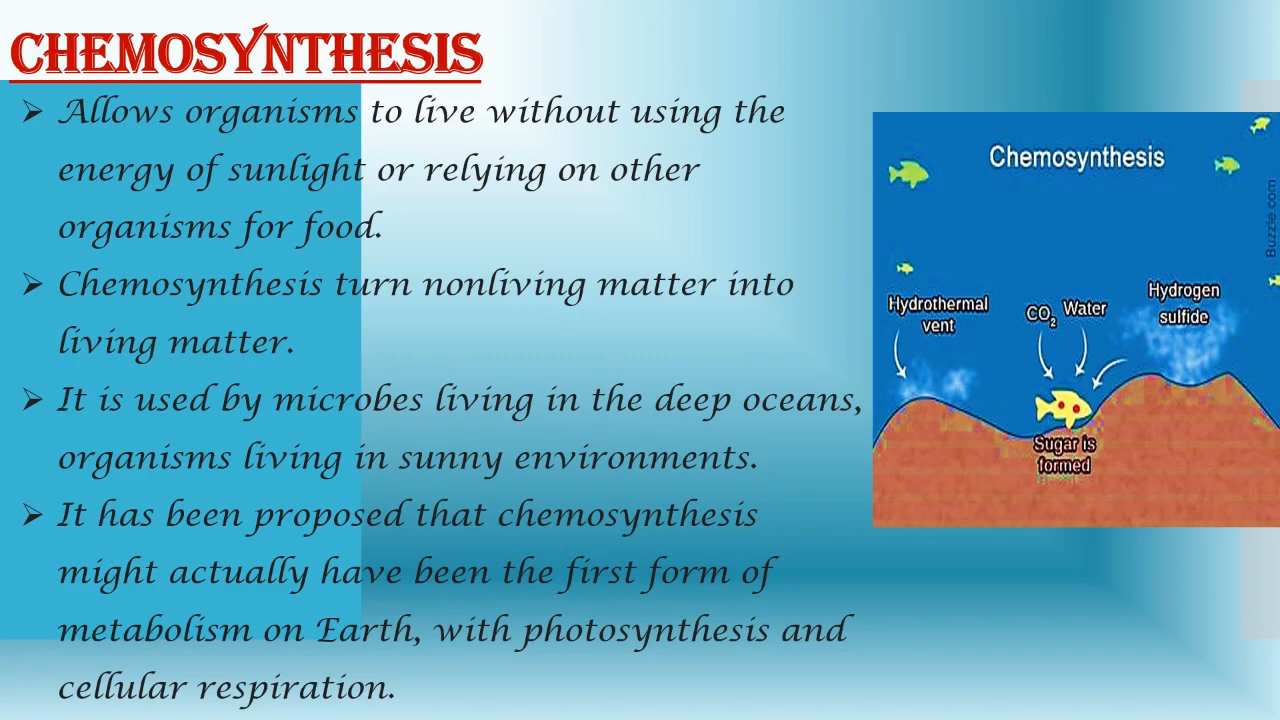 CHEMOSYNTHESIS
➢ Allows organisms to live without using the
energy of sunlight or relying on other
organisms for food.
➢ Chemosynthesis turn nonliving matter into
living matter.
➢ It is used by microbes living in the deep oceans,
organisms living in sunny environments.
➢ It has been proposed that chemosynthesis
might actually have been the first form of
metabolism on Earth, with photosynthesis and
cellular respiration.
Chemosynthesis
Buzzle.com
Hydrothermal
vent
CO₂ Water
Hydrogen
sulfide
Sugar is
formed